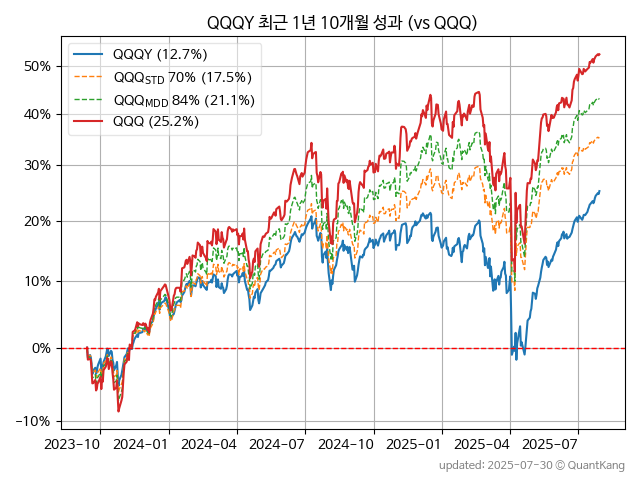 QQQY 최근 1년 10개월 성과 (vs QQQ)
QQQY (12.7%)
QQQSTD 70% (17.5%)
QQQMDD 84% (21.1%)
QQQ (25.2%)
50%
40%
30%
20%
10%
0%
−10%
2023-10 2024-01 2024-04 2024-07 2024-10 2025-01 2025-04 2025-07
updated: 2025-07-30 © QuantKang